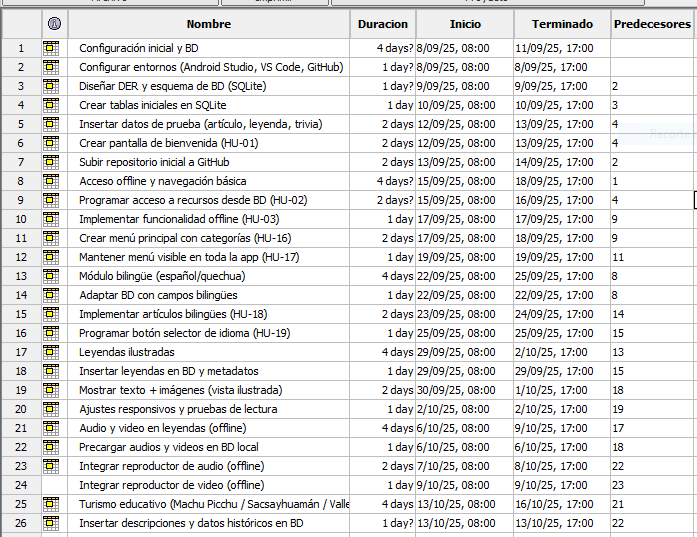 Nombre Duracion Inicio Terminado Predecesores
1 Configuración inicial y BD 4 days? 8/09/25, 08:00 11/09/25, 17:00
2 Configurar entornos (Android Studio, VS Code, GitHub) 1 day? 8/09/25, 08:00 8/09/25, 17:00
3 Diseñar DER y esquema de BD (SQLite) 1 day? 9/09/25, 08:00 9/09/25, 17:00 2
4 Crear tablas iniciales en SQLite 1 day 10/09/25, 08:00 10/09/25, 17:00 3
5 Insertar datos de prueba (artículo, leyenda, trivia) 2 days 12/09/25, 08:00 13/09/25, 17:00 4
6 Crear pantalla de bienvenida (HU-01) 2 days 12/09/25, 08:00 13/09/25, 17:00 4
7 Subir repositorio inicial a GitHub 2 days 13/09/25, 08:00 14/09/25, 17:00 2
8 Acceso offline y navegación básica 4 days? 15/09/25, 08:00 18/09/25, 17:00 1
9 Programar acceso a recursos desde BD (HU-02) 2 days? 15/09/25, 08:00 16/09/25, 17:00 4
10 Implementar funcionalidad offline (HU-03) 1 day 17/09/25, 08:00 17/09/25, 17:00 9
11 Crear menú principal con categorías (HU-16) 2 days 17/09/25, 08:00 18/09/25, 17:00 9
12 Mantener menú visible en toda la app (HU-17) 1 day 19/09/25, 08:00 19/09/25, 17:00 11
13 Módulo bilingüe (español/quechua) 4 days 22/09/25, 08:00 25/09/25, 17:00 8
14 Adaptar BD con campos bilingües 1 day 22/09/25, 08:00 22/09/25, 17:00 8
15 Implementar artículos bilingües (HU-18) 2 days 23/09/25, 08:00 24/09/25, 17:00 14
16 Programar botón selector de idioma (HU-19) 1 day 25/09/25, 08:00 25/09/25, 17:00 15
17 Leyendas ilustradas 4 days 29/09/25, 08:00 2/10/25, 17:00 13
18 Insertar leyendas en BD y metadatos 1 day 29/09/25, 08:00 29/09/25, 17:00 15
19 Mostrar texto + imágenes (vista ilustrada) 2 days 30/09/25, 08:00 1/10/25, 17:00 18
20 Ajustes responsivos y pruebas de lectura 1 day 2/10/25, 08:00 2/10/25, 17:00 19
21 Audio y video en leyendas (offline) 4 days 6/10/25, 08:00 9/10/25, 17:00 17
22 Precargar audios y videos en BD local 1 day 6/10/25, 08:00 6/10/25, 17:00 18
23 Integrar reproductor de audio (offline) 2 days 7/10/25, 08:00 8/10/25, 17:00 22
24 Integrar reproductor de video (offline) 1 day 9/10/25, 08:00 9/10/25, 17:00 23
25 Turismo educativo (Machu Picchu / Sacsayhuamán / Valle 4 days 13/10/25, 08:00 16/10/25, 17:00 21
26 Insertar descripciones y datos históricos en BD 1 day? 13/10/25, 08:00 13/10/25, 17:00 22